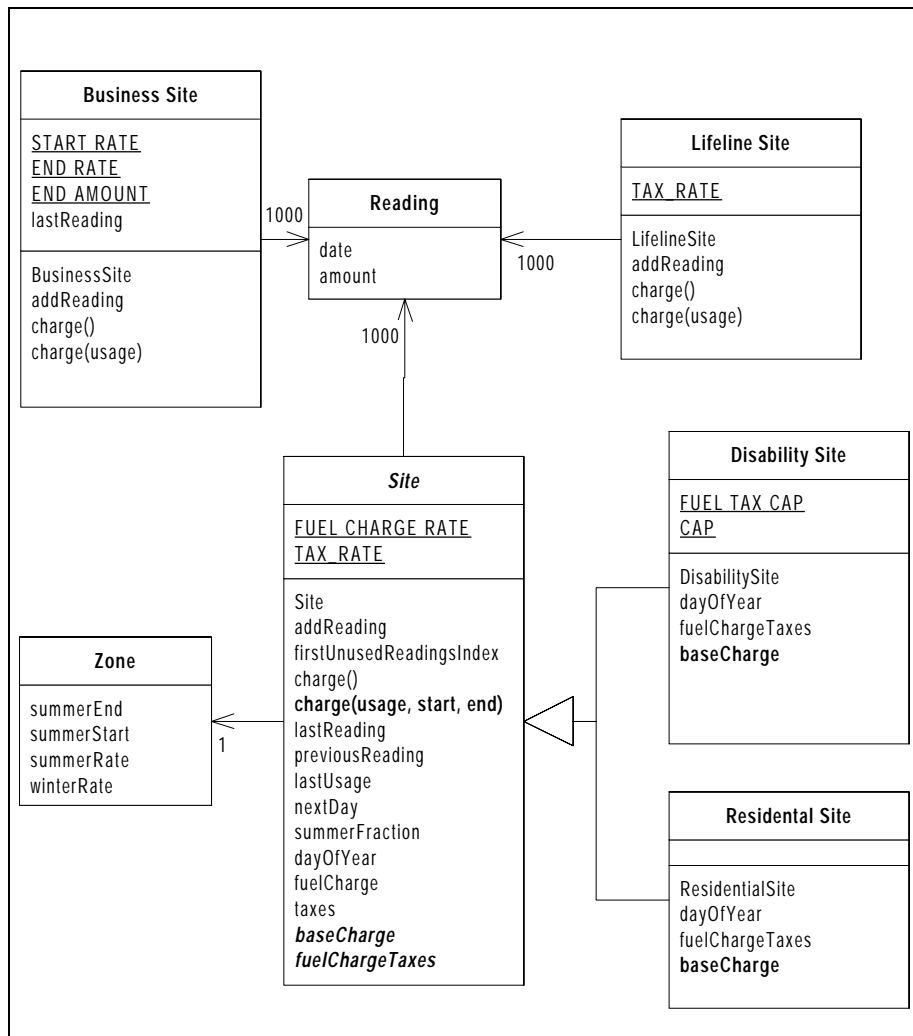 Business Site
START RATE
END RATE
END AMOUNT
lastReading
BusinessSite
addReading
charge()
charge(usage)
1000
Reading
date
amount
1000
1000
Lifeline Site
TAX_RATE
LifelineSite
addReading
charge()
charge(usage)
Site
FUEL CHARGE RATE
TAX_RATE
Site
addReading
firstUnusedReadingsIndex
charge()
charge(usage, start, end)
lastReading
previousReading
lastUsage
nextDay
summerFraction
dayOfYear
fuelCharge
taxes
baseCharge
fuelChargeTaxes
Zone
summerEnd
summerStart
summerRate
winterRate
1
Disability Site
FUEL TAX CAP
CAP
DisabilitySite
dayOfYear
fuelChargeTaxes
baseCharge
Residental Site
ResidentialSite
dayOfYear
fuelChargeTaxes
baseCharge